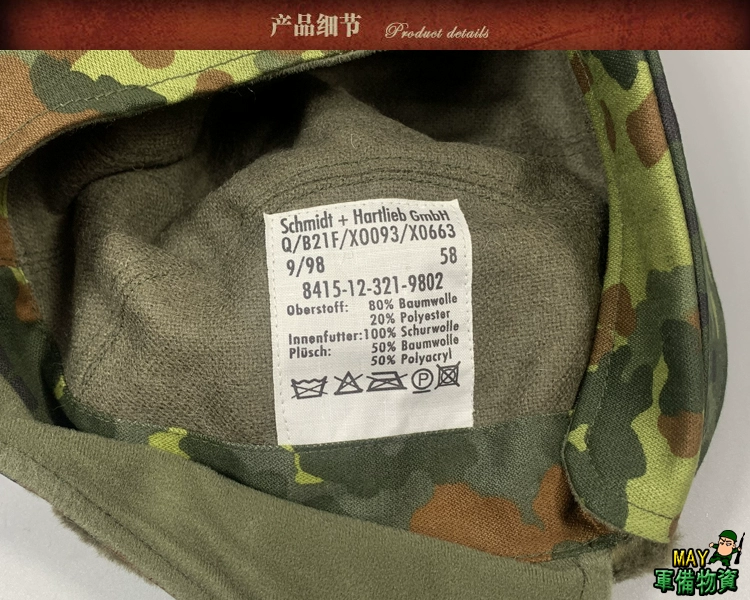 产品细节 Product details
Schmidt + Hartlieb GmbH
Q/B21F/X0093/X0663
9/98 58
8415-12-321-9802
Oberstoff: 80% Baumwolle
20% Polyester
Innenfutter:100% Schurwolle
Plüsch: 50% Baumwolle
50% Polyacryl
P
MAY
軍備物資